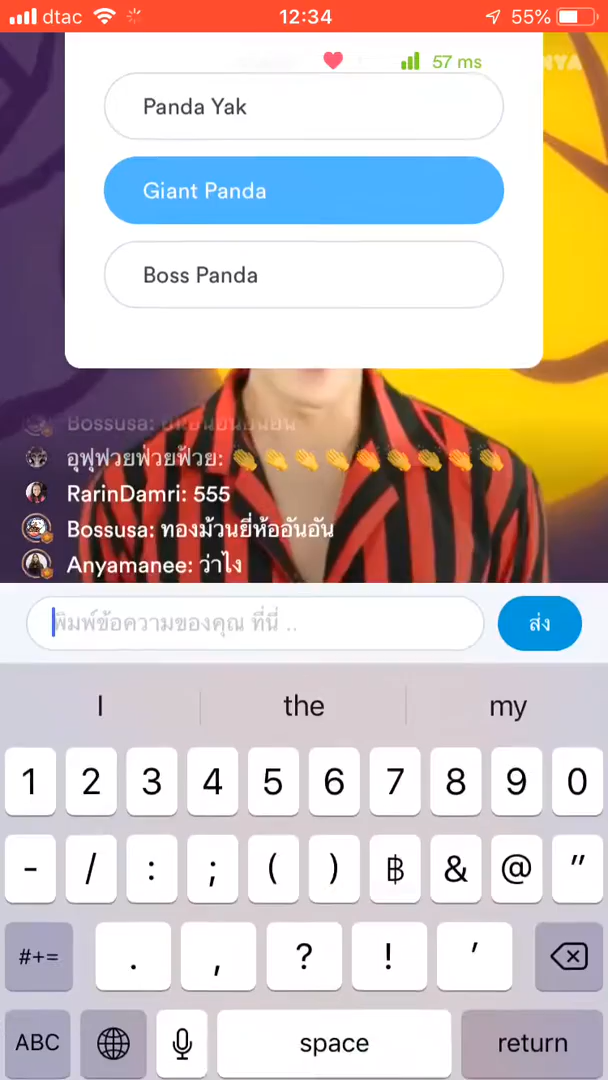 dtac 12:34 55%
57 ms
NYA
Panda Yak
Giant Panda
Boss Panda
Bossusa:
อุฟุฟวยฟ่วยฟ้วย: 👏👏👏👏👏👏👏👏👏
RarinDamri: 555
Bossusa: ทองม้วนยี่ห้ออันอัน
Anyamanee: ว่าไง
พิมพ์ข้อความของคุณ ที่นี่ ..
ส่ง
I the my
1 2 3 4 5 6 7 8 9 0
- / : ; ( ) ฿ & @ ”
#+= . , ? ! ’
ABC space return